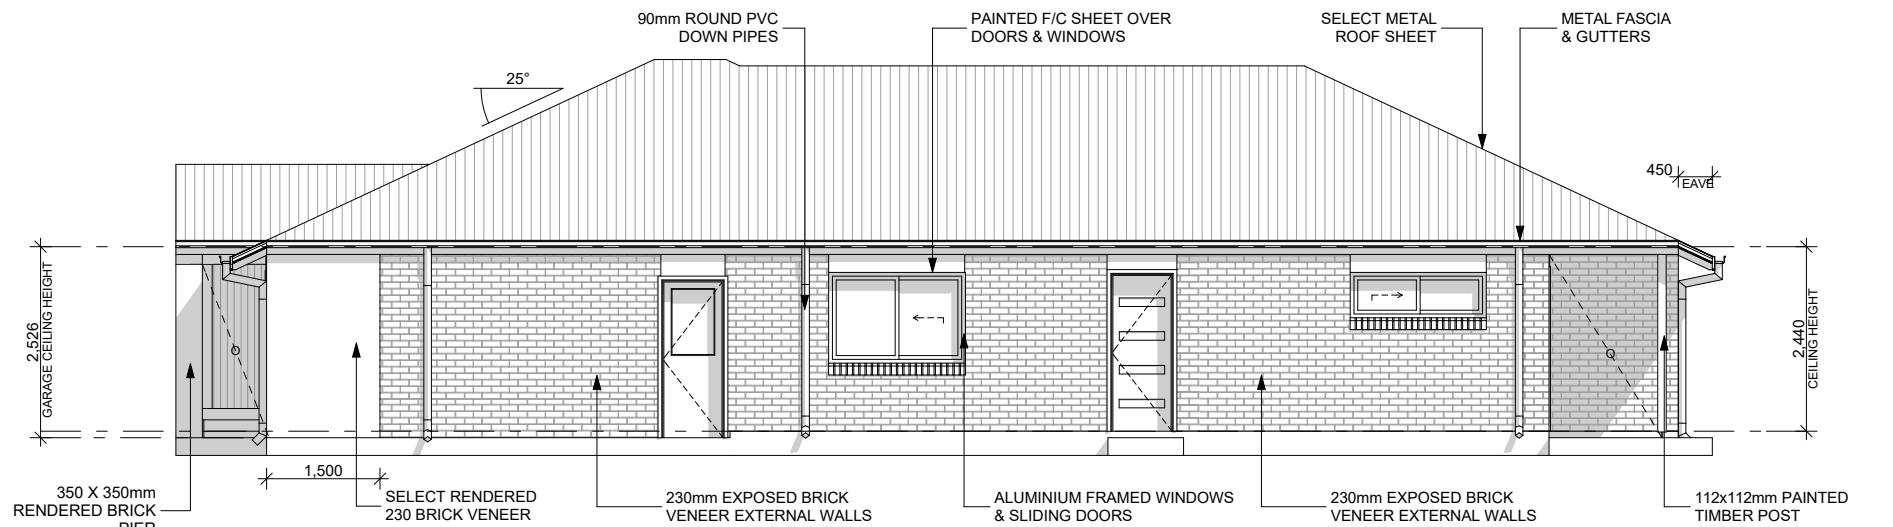 90mm ROUND PVC
DOWN PIPES
PAINTED F/C SHEET OVER
DOORS & WINDOWS
SELECT METAL
ROOF SHEET
METAL FASCIA
& GUTTERS
25°
450
EAVE
2,526
GARAGE CEILING HEIGHT
2,440
CEILING HEIGHT
1,500
350 X 350mm
RENDERED BRICK
PIER
SELECT RENDERED
230 BRICK VENEER
230mm EXPOSED BRICK
VENEER EXTERNAL WALLS
ALUMINIUM FRAMED WINDOWS
& SLIDING DOORS
230mm EXPOSED BRICK
VENEER EXTERNAL WALLS
112x112mm PAINTED
TIMBER POST